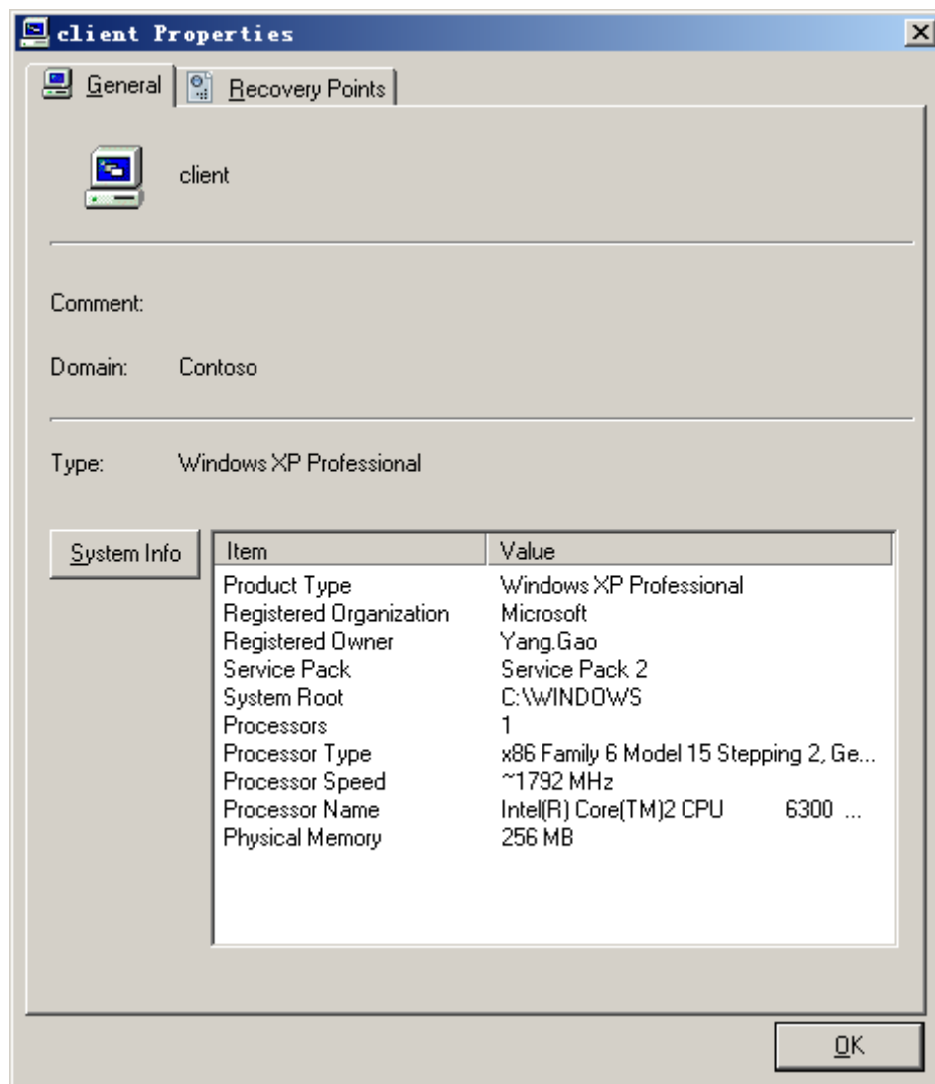 client Properties
General Recovery Points
client
Comment:
Domain: Contoso
Type: Windows XP Professional
System Info
Item Value
Product Type Windows XP Professional
Registered Organization Microsoft
Registered Owner Yang.Gao
Service Pack Service Pack 2
System Root C:\WINDOWS
Processors 1
Processor Type x86 Family 6 Model 15 Stepping 2, Ge...
Processor Speed ~1792 MHz
Processor Name Intel(R) Core(TM)2 CPU 6300 ...
Physical Memory 256 MB
OK